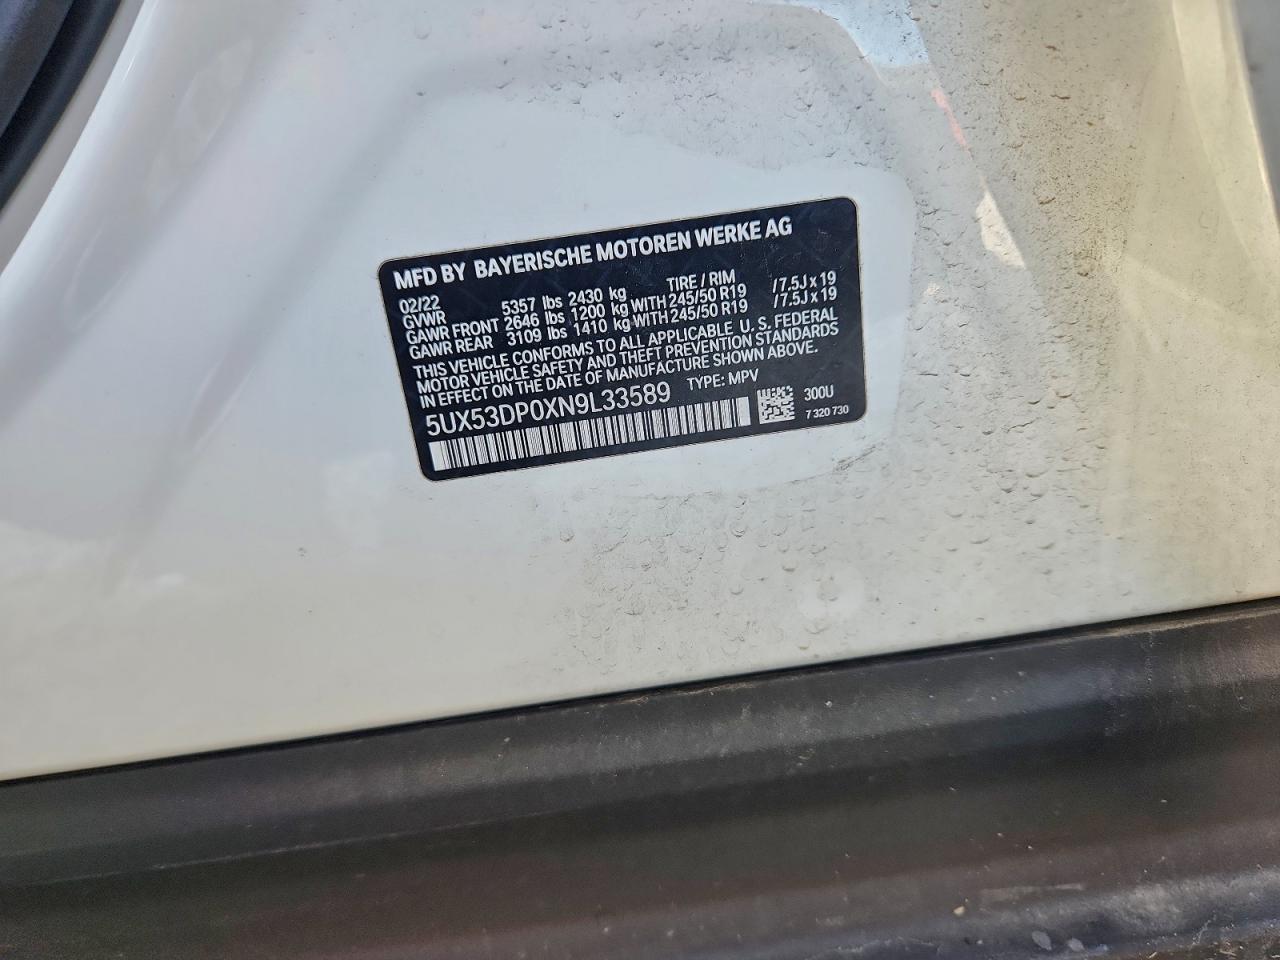 MFD BY BAYERISCHE MOTOREN WERKE AG
02/22 TIRE / RIM
GVWR 5357 lbs 2430 kg
GAWR FRONT 2646 lbs 1200 kg WITH 245/50 R19 /7.5J x 19
GAWR REAR 3109 lbs 1410 kg WITH 245/50 R19 /7.5J x 19
THIS VEHICLE CONFORMS TO ALL APPLICABLE U. S. FEDERAL
MOTOR VEHICLE SAFETY AND THEFT PREVENTION STANDARDS
IN EFFECT ON THE DATE OF MANUFACTURE SHOWN ABOVE.
5UX53DP0XN9L33589 TYPE: MPV
300U
7 320 730